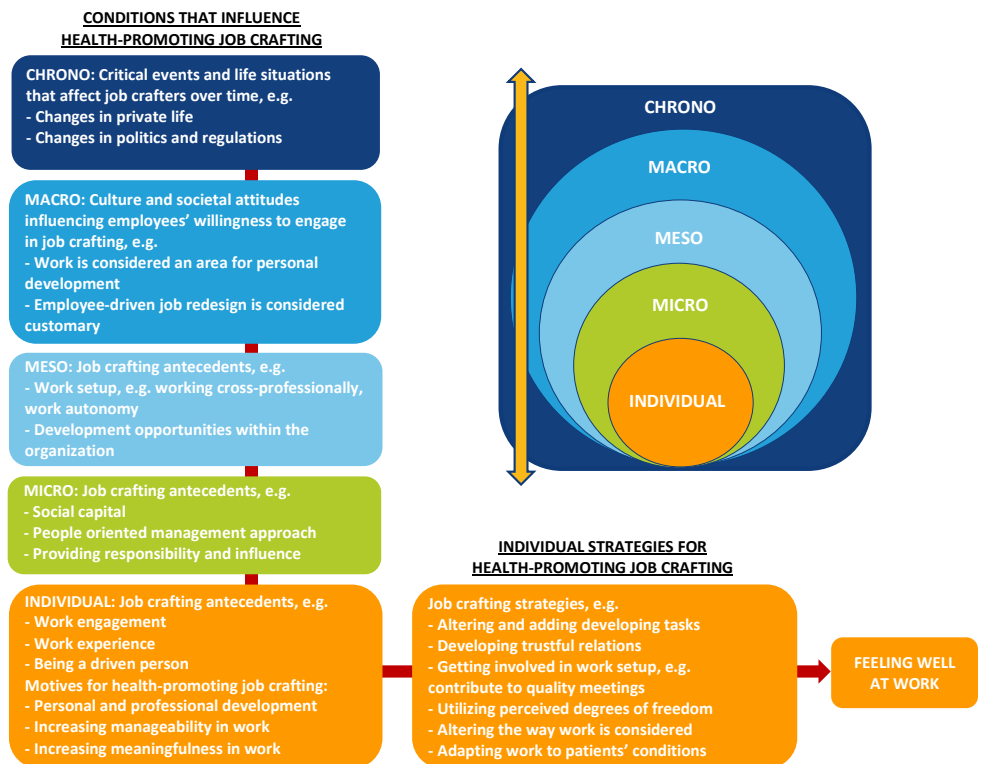 CONDITIONS THAT INFLUENCE
HEALTH-PROMOTING JOB CRAFTING
CHRONO: Critical events and life situations
that affect job crafters over time, e.g.
- Changes in private life
- Changes in politics and regulations
MACRO: Culture and societal attitudes
influencing employees’ willingness to engage
in job crafting, e.g.
- Work is considered an area for personal
development
- Employee-driven job redesign is considered
customary
MESO: Job crafting antecedents, e.g.
- Work setup, e.g. working cross-professionally,
work autonomy
- Development opportunities within the
organization
MICRO: Job crafting antecedents, e.g.
- Social capital
- People oriented management approach
- Providing responsibility and influence
INDIVIDUAL: Job crafting antecedents, e.g.
- Work engagement
- Work experience
- Being a driven person
Motives for health-promoting job crafting:
- Personal and professional development
- Increasing manageability in work
- Increasing meaningfulness in work
CHRONO
MACRO
MESO
MICRO
INDIVIDUAL
INDIVIDUAL STRATEGIES FOR
HEALTH-PROMOTING JOB CRAFTING
Job crafting strategies, e.g.
- Altering and adding developing tasks
- Developing trustful relations
- Getting involved in work setup, e.g.
contribute to quality meetings
- Utilizing perceived degrees of freedom
- Altering the way work is considered
- Adapting work to patients’ conditions
FEELING WELL
AT WORK